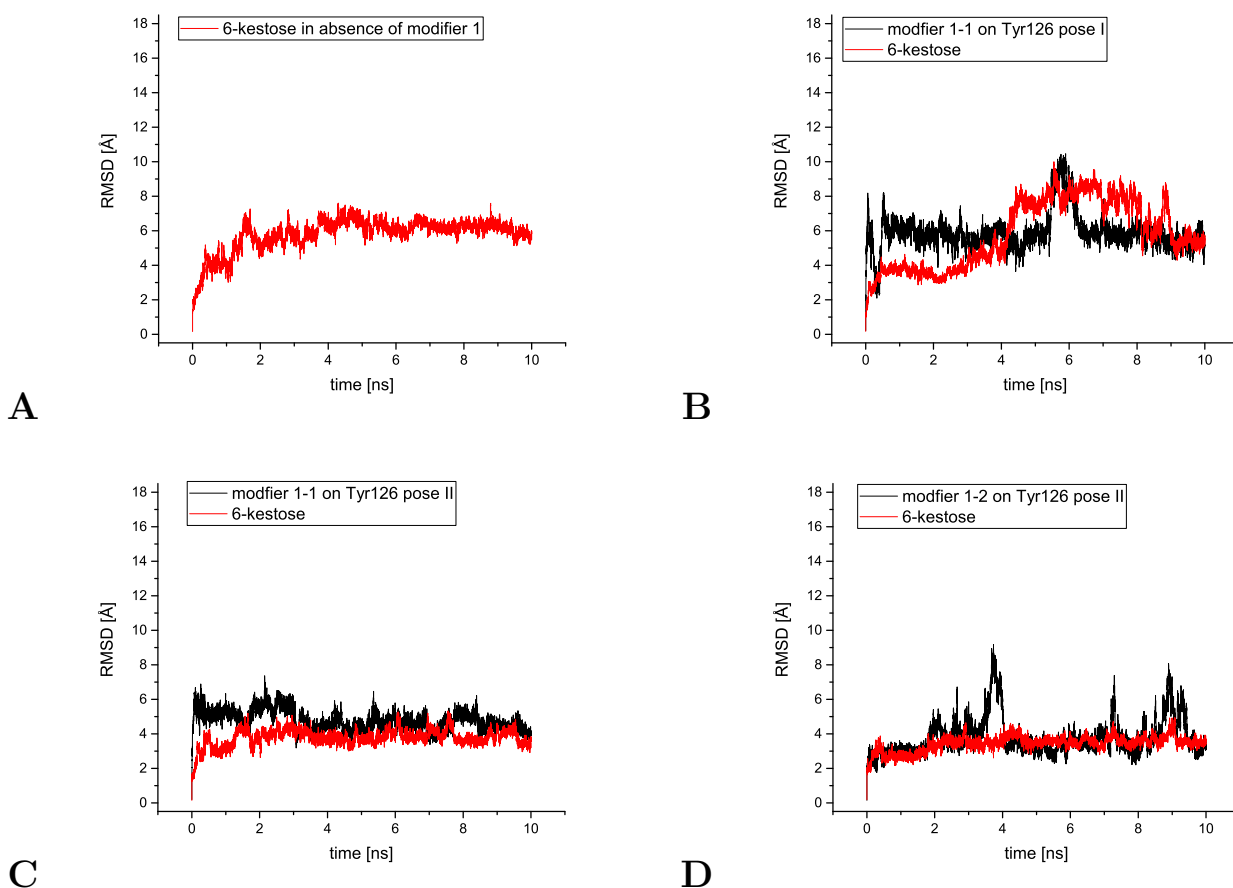 6-kestose in absence of modifier 1
18
16
14
12
10
8
6
4
2
0
RMSD [Å]
0 2 4 6 8 10
time [ns]
A
modfier 1-1 on Tyr126 pose I
6-kestose
18
16
14
12
10
8
6
4
2
0
RMSD [Å]
0 2 4 6 8 10
time [ns]
B
modfier 1-1 on Tyr126 pose II
6-kestose
18
16
14
12
10
8
6
4
2
0
RMSD [Å]
0 2 4 6 8 10
time [ns]
C
modfier 1-2 on Tyr126 pose II
6-kestose
18
16
14
12
10
8
6
4
2
0
RMSD [Å]
0 2 4 6 8 10
time [ns]
D